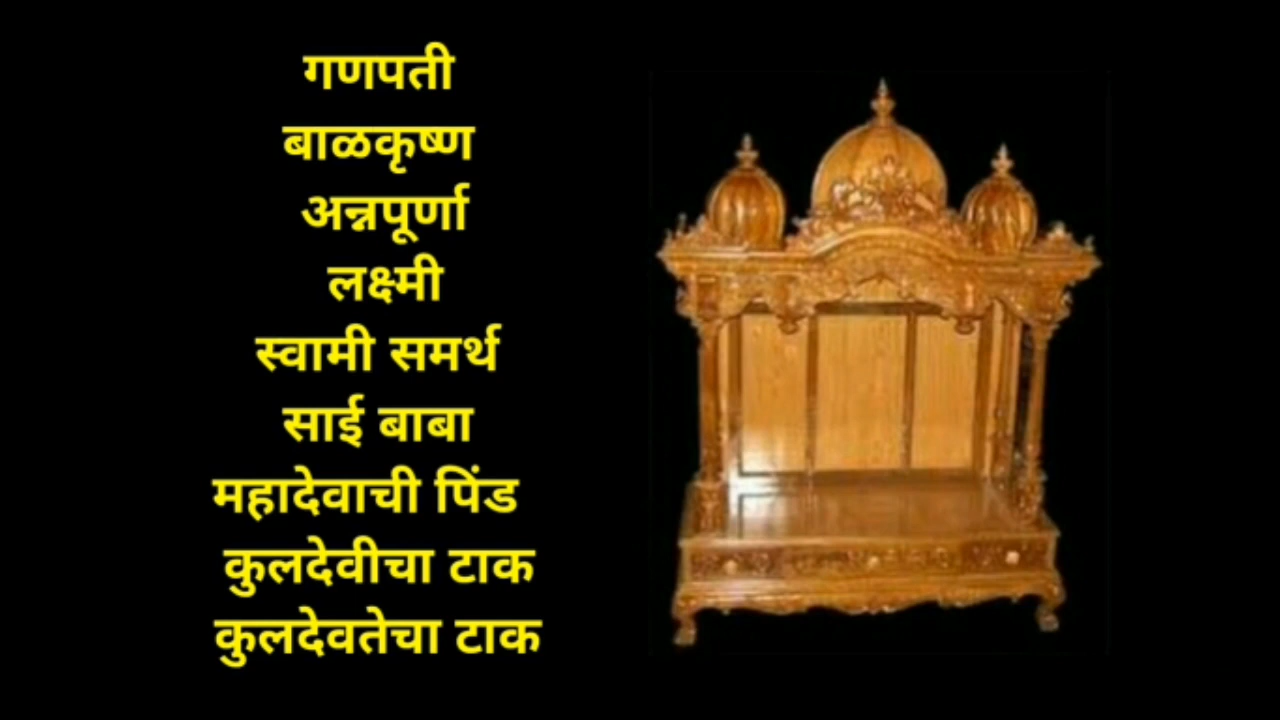 गणपती
बाळकृष्ण
अन्नपूर्णा
लक्ष्मी
स्वामी समर्थ
साई बाबा
महादेवाची पिंड
कुलदेवीचा टाक
कुलदेवतेचा टाक